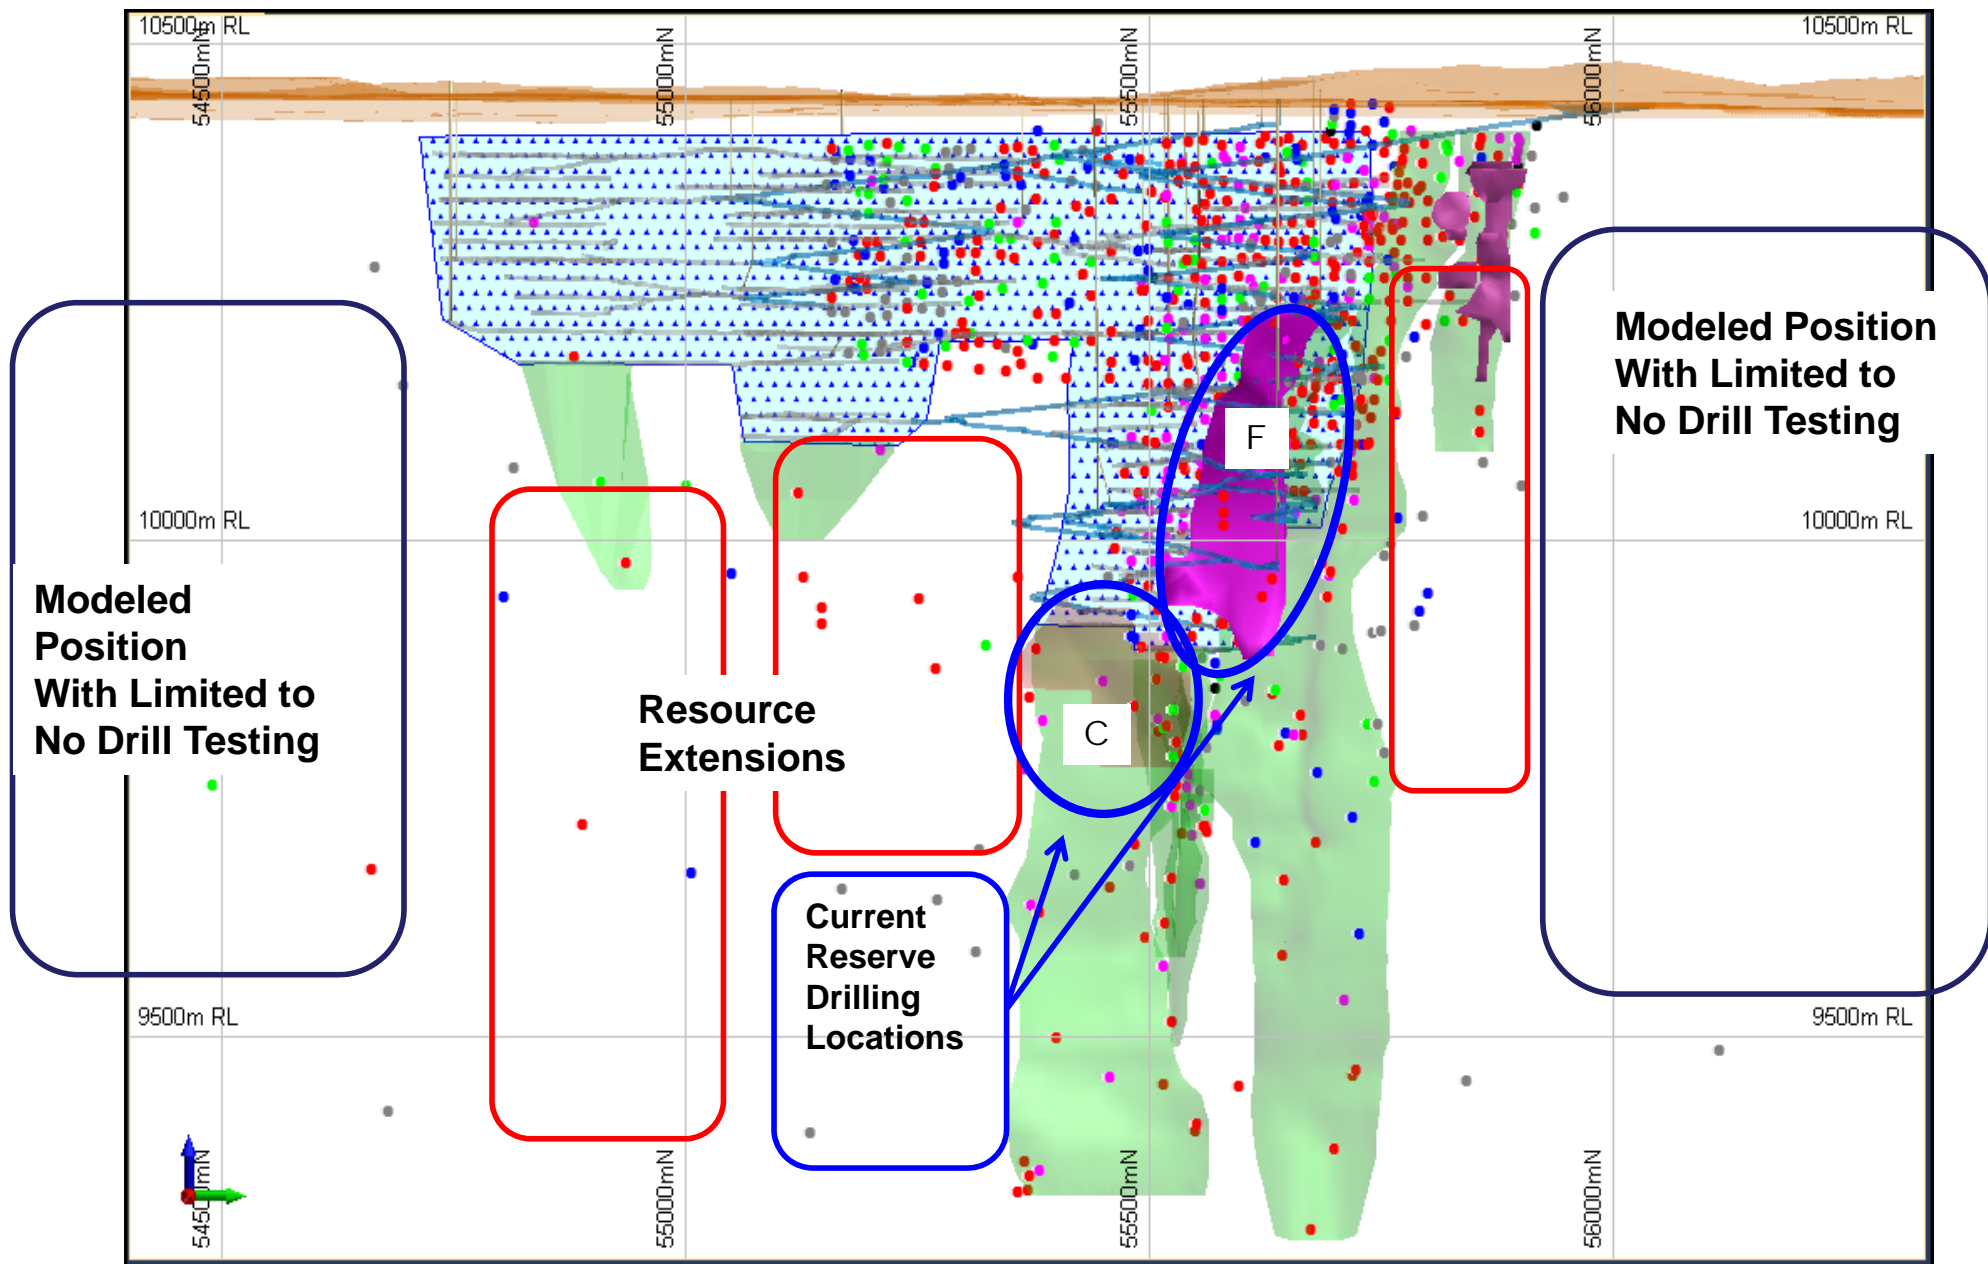 10500m RL
10500m RL
54500mN
55000mN
55500mN
56000mN
Modeled Position
With Limited to
No Drill Testing
F
10000m RL
10000m RL
Modeled
Position
With Limited to
No Drill Testing
Resource
Extensions
C
Current
Reserve
Drilling
Locations
9500m RL
9500m RL
54500mN
55000mN
55500mN
56000mN